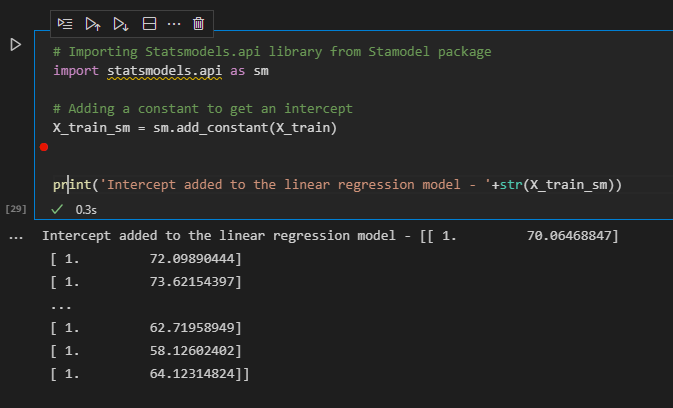 # Importing Statsmodels.api library from Stamodel package
import statsmodels.api as sm
# Adding a constant to get an intercept
X_train_sm = sm.add_constant(X_train)
print('Intercept added to the linear regression model - '+str(X_train_sm))
[29] 0.3s
... Intercept added to the linear regression model - [[ 1. 70.06468847]
[ 1. 72.09890444]
[ 1. 73.62154397]
...
[ 1. 62.71958949]
[ 1. 58.12602402]
[ 1. 64.12314824]]